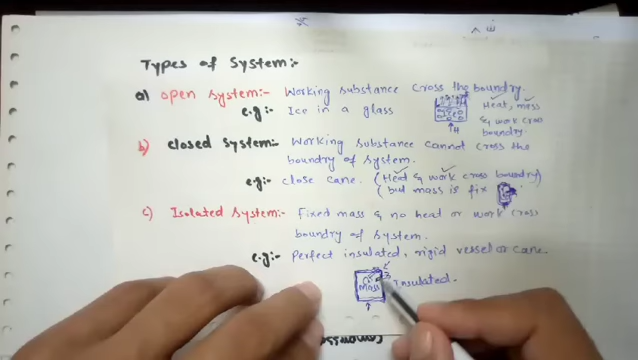 Types of System:-
a) open system:- Working substance cross the boundry.
e.g:- Ice in a glass
Heat, mass
& work cross
boundry.
H
b) closed system:- Working substance cannot cross the
boundry of system.
e.g:- close cane. (Head & work cross boundry)
(but mass is fix
c) Isolated system:- Fixed mass & no heat or work cross
boundry of system.
e.g:- Perfect insulated, rigid vessel or cane.
Mass Insulated.